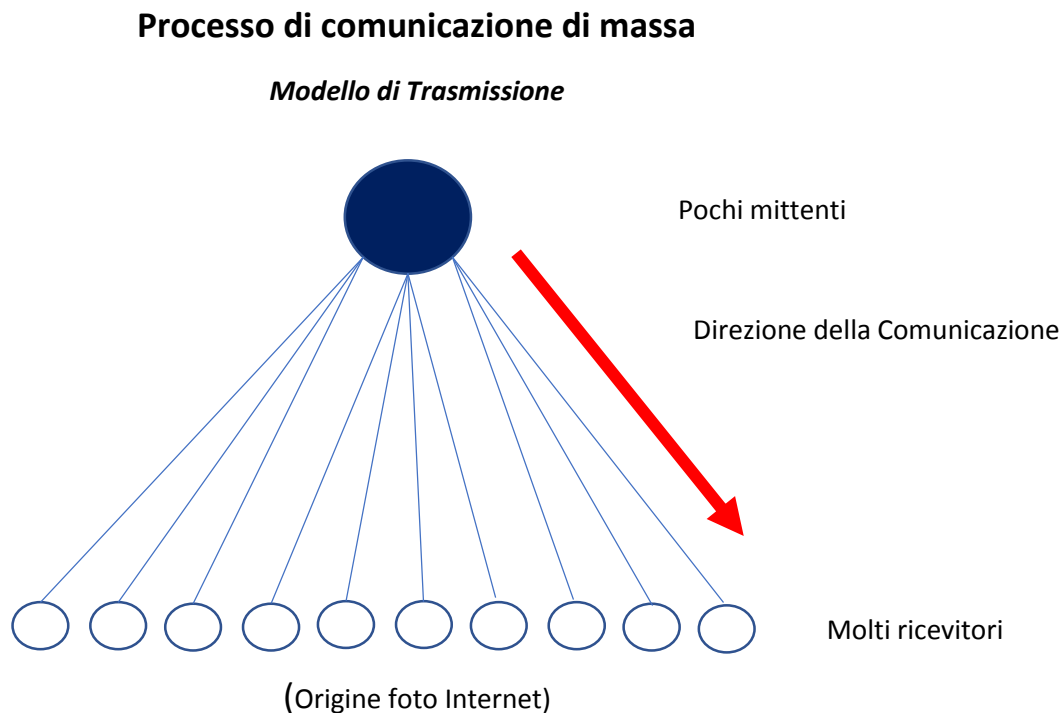 Processo di comunicazione di massa
Modello di Trasmissione
Pochi mittenti
Direzione della Comunicazione
Molti ricevitori
(Origine foto Internet)